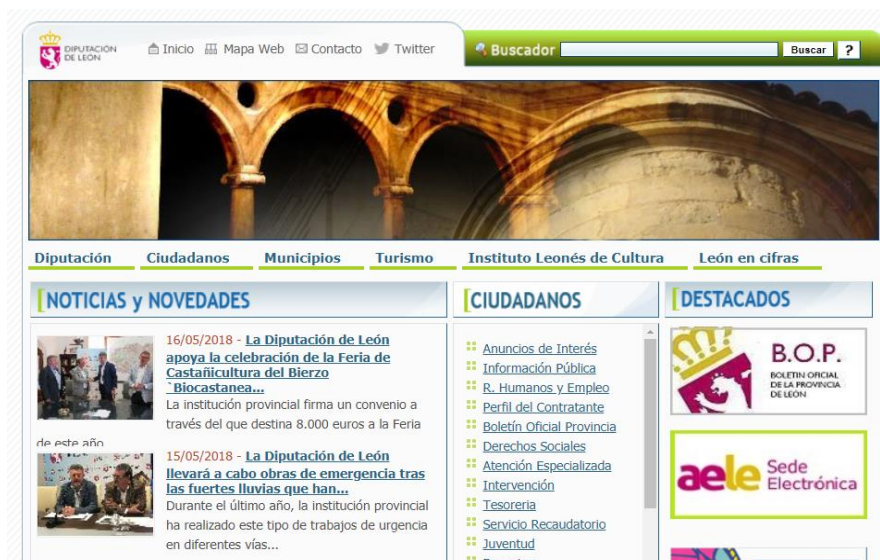 DIPUTACIÓN
DE LEÓN
Inicio Mapa Web Contacto Twitter
Buscador Buscar ?
Diputación Ciudadanos Municipios Turismo Instituto Leonés de Cultura León en cifras
NOTICIAS y NOVEDADES
16/05/2018 - La Diputación de León
apoya la celebración de la Feria de
Castañicultura del Bierzo
`Biocastanea...
La institución provincial firma un convenio a
través del que destina 8.000 euros a la Feria
de este año
15/05/2018 - La Diputación de León
llevará a cabo obras de emergencia tras
las fuertes lluvias que han...
Durante el último año, la institución provincial
ha realizado este tipo de trabajos de urgencia
en diferentes vías...
CIUDADANOS
Anuncios de Interés
Información Pública
R. Humanos y Empleo
Perfil del Contratante
Boletín Oficial Provincia
Derechos Sociales
Atención Especializada
Intervención
Tesoreria
Servicio Recaudatorio
Juventud
DESTACADOS
B.O.P.
BOLETIN OFICIAL
DE LA PROVINCIA
DE LEÓN
aele Sede
Electrónica